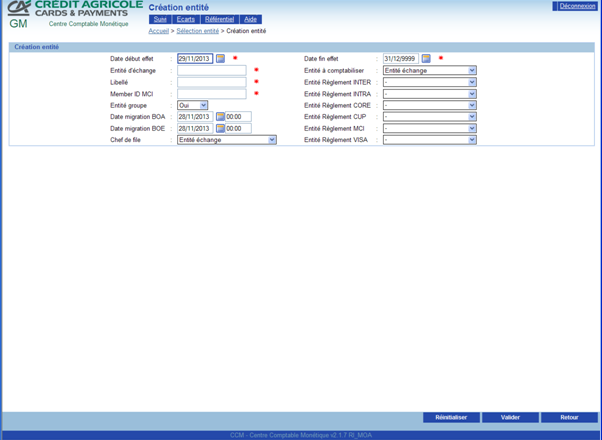 CREDIT AGRICOLE
CARDS & PAYMENTS
GM Centre Comptable Monétique
Création entité
Déconnexion
Suivi Ecarts Référentiel Aide
Accueil > Sélection entité > Création entité
Création entité
Date début effet : 29/11/2013 * Date fin effet : 31/12/9999 *
Entité d'échange : * Entité à comptabiliser : Entité échange
Libellé : * Entité Règlement INTER : -
Member ID MCI : * Entité Règlement INTRA : -
Entité groupe : Oui Entité Règlement CORE : -
Date migration BOA : 28/11/2013 00:00 Entité Règlement CUP : -
Date migration BOE : 28/11/2013 00:00 Entité Règlement MCI : -
Chef de file : Entité échange Entité Règlement VISA : -
Réinitialiser Valider Retour
CCM - Centre Comptable Monétique v2.1.7 RI_MOA